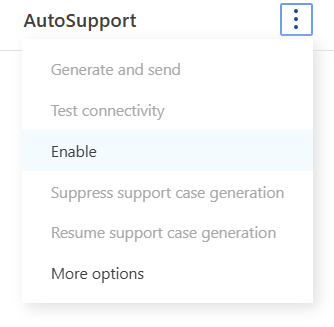 AutoSupport
Generate and send
Test connectivity
Enable
Suppress support case generation
Resume support case generation
More options